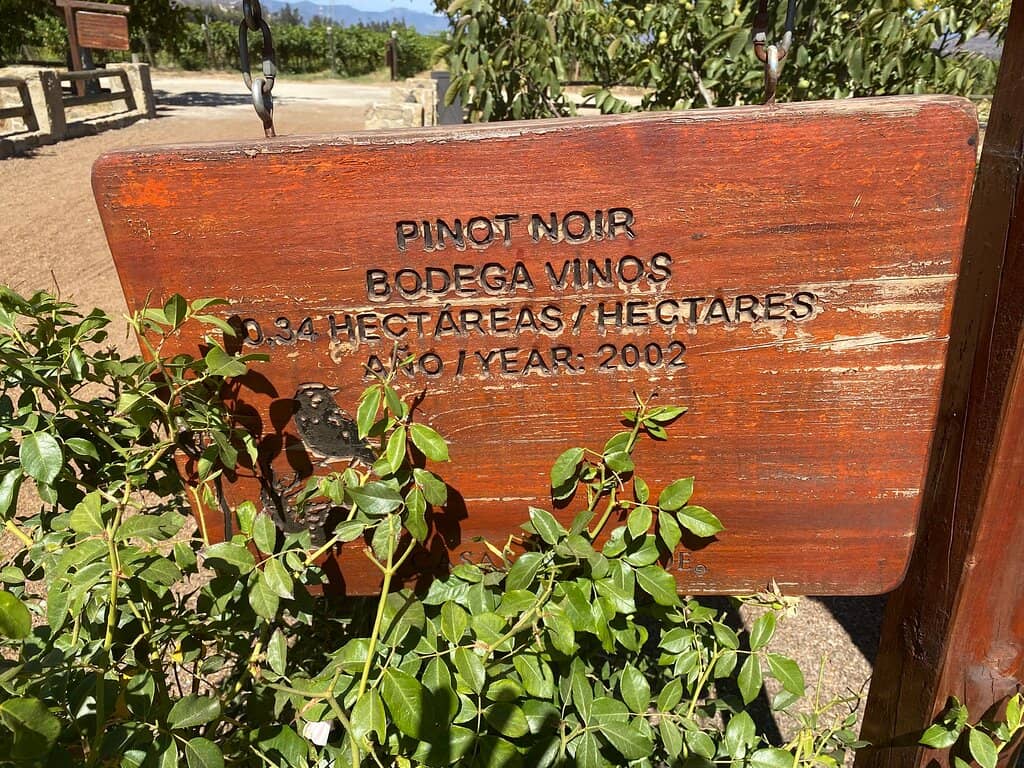 PINOT NOIR
BODEGA VINOS
0.34 HECTÁREAS / HECTARES
AÑO / YEAR: 2002